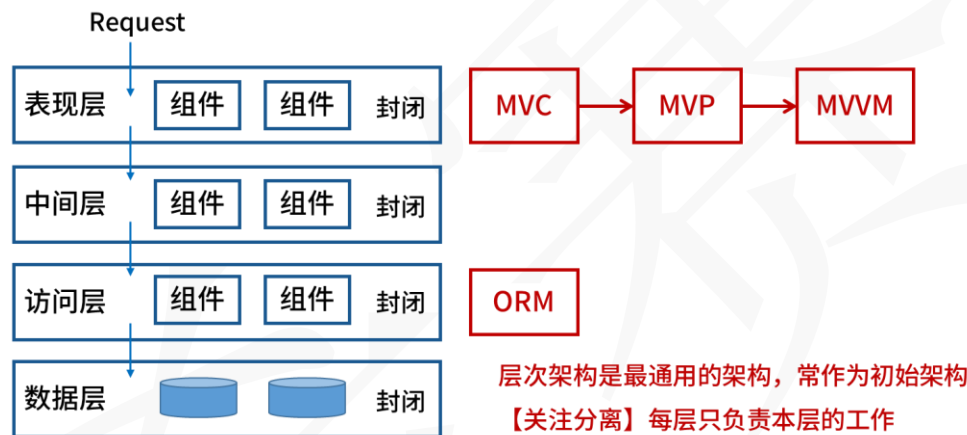 Request
表现层 组件 组件 封闭 MVC MVP MVVM
中间层 组件 组件 封闭
访问层 组件 组件 封闭 ORM
数据层 封闭
层次架构是最通用的架构，常作为初始架构
【关注分离】每层只负责本层的工作